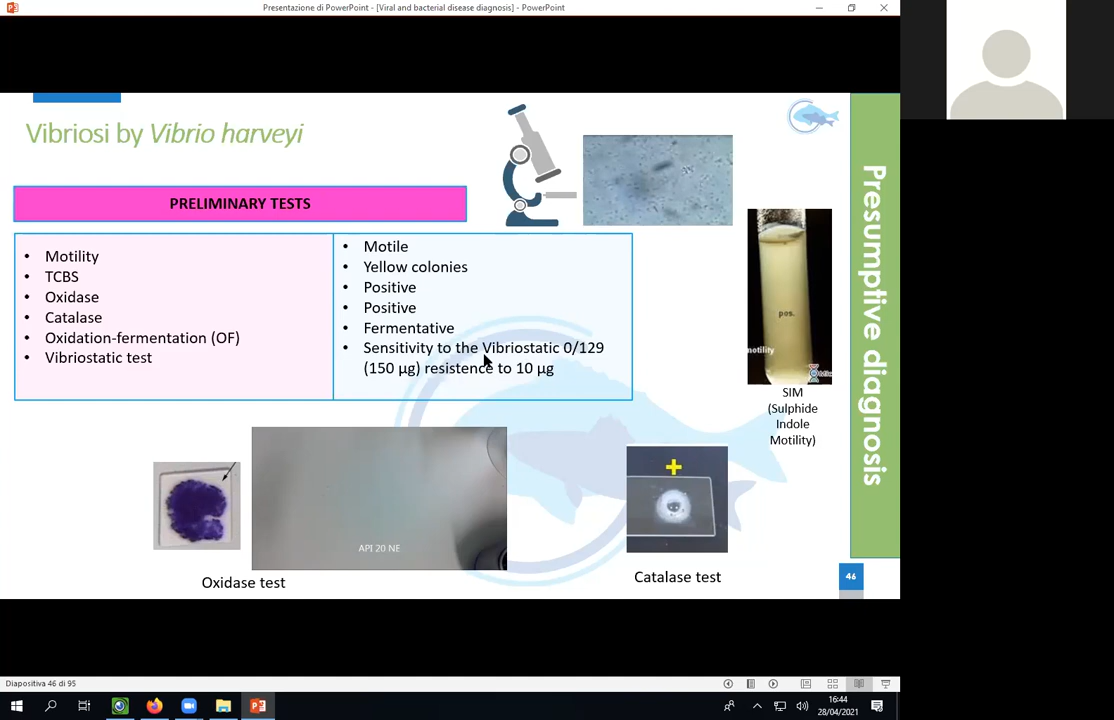 Presentazione di PowerPoint - [Viral and bacterial disease diagnosis] - PowerPoint
Vibriosi by Vibrio harveyi
PRELIMINARY TESTS
• Motility
• TCBS
• Oxidase
• Catalase
• Oxidation-fermentation (OF)
• Vibriostatic test
• Motile
• Yellow colonies
• Positive
• Positive
• Fermentative
• Sensitivity to the Vibriostatic 0/129
(150 µg) resistence to 10 µg
pos.
motility
SIM
(Sulphide
Indole
Motility)
Presumptive diagnosis
API 20 NE
+
Oxidase test
Catalase test
46
Diapositiva 46 di 95
16:44
28/04/2021